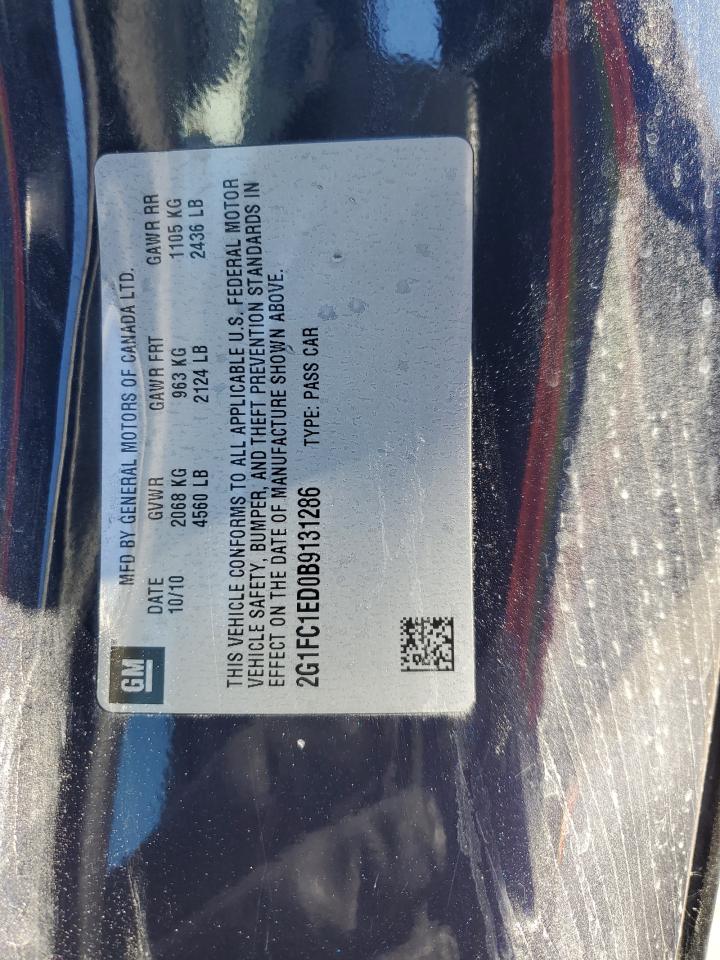 GM
MFD BY GENERAL MOTORS OF CANADA LTD.
DATE GVWR GAWR FRT GAWR RR
10/10 2068 KG 963 KG 1105 KG
4560 LB 2124 LB 2436 LB
THIS VEHICLE CONFORMS TO ALL APPLICABLE U.S. FEDERAL MOTOR
VEHICLE SAFETY, BUMPER, AND THEFT PREVENTION STANDARDS IN
EFFECT ON THE DATE OF MANUFACTURE SHOWN ABOVE.
2G1FC1ED0B9131286 TYPE: PASS CAR